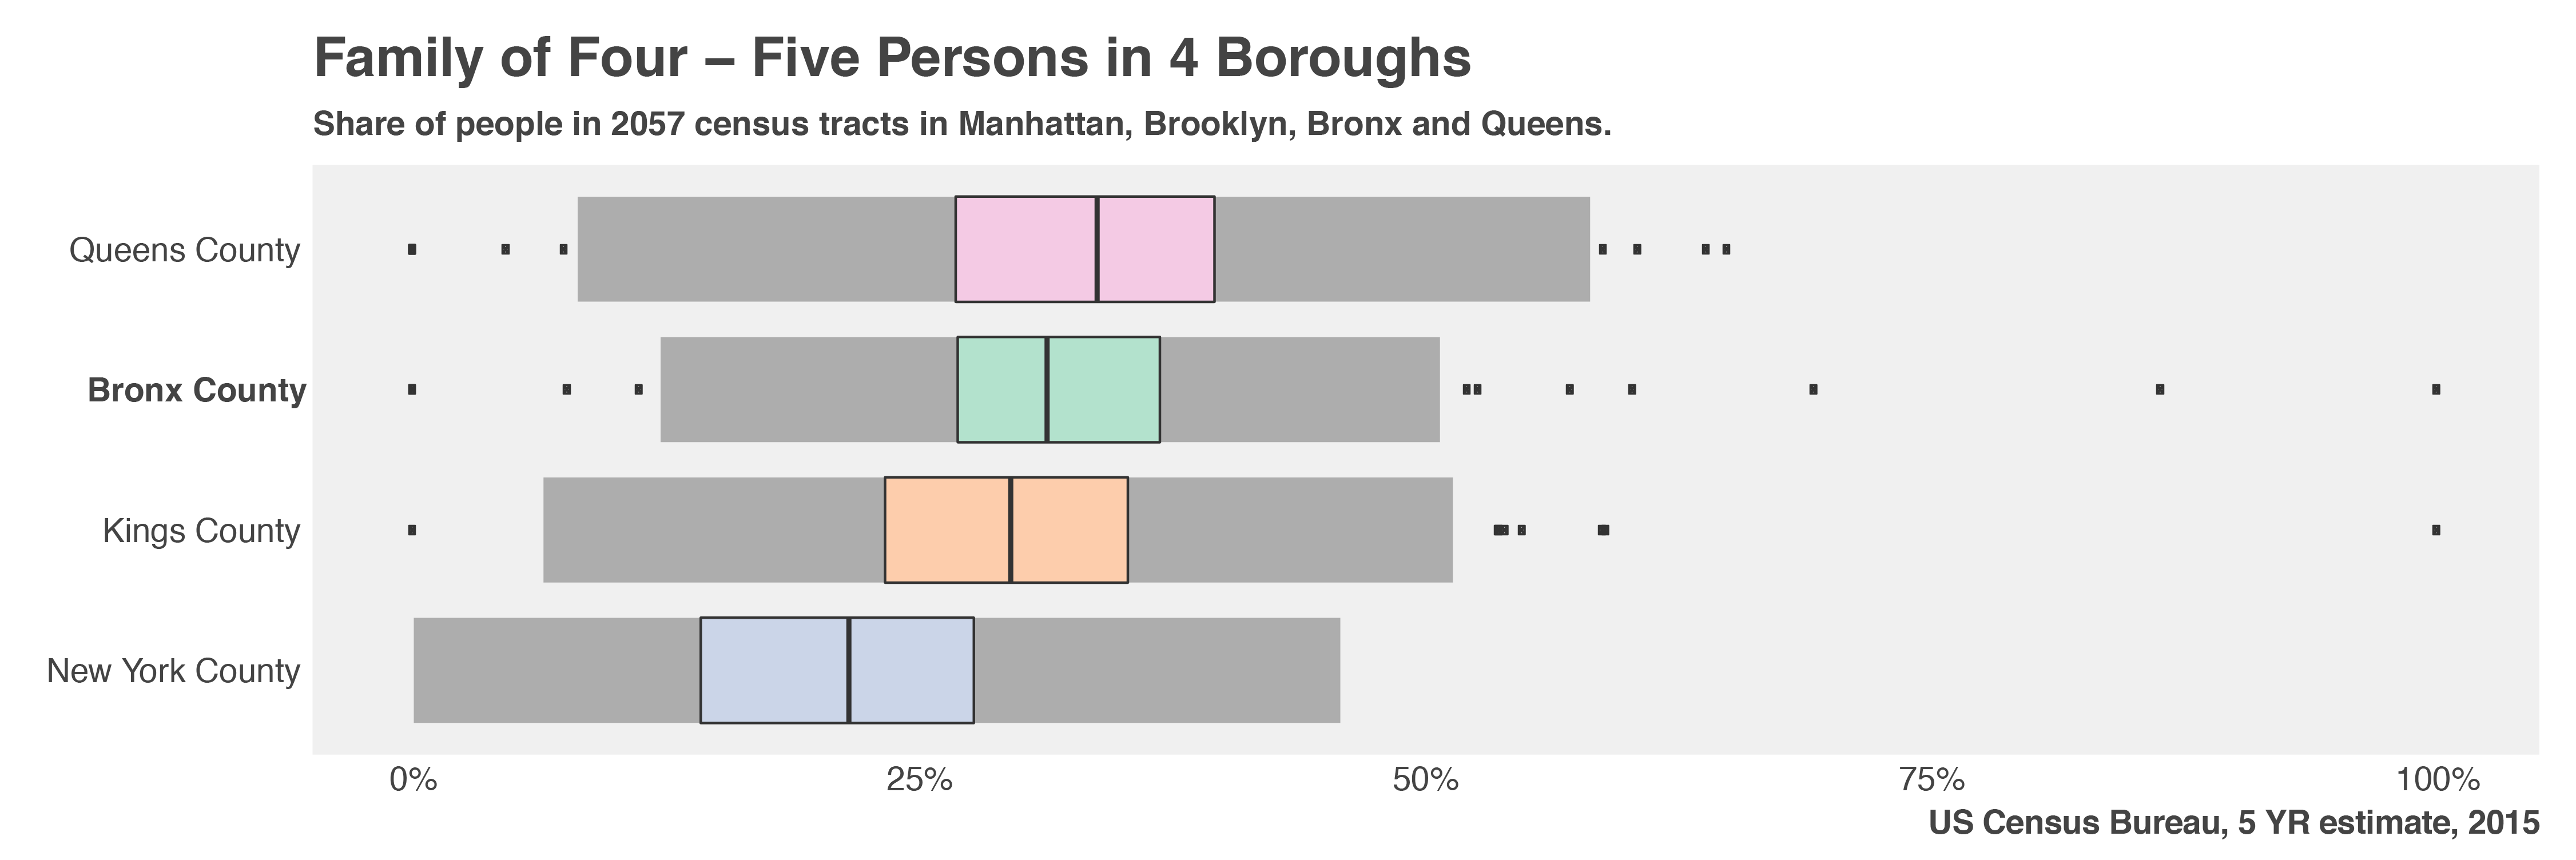 Family of Four – Five Persons in 4 Boroughs
Share of people in 2057 census tracts in Manhattan, Brooklyn, Bronx and Queens.
Queens County
Bronx County
Kings County
New York County
0% 25% 50% 75% 100%
US Census Bureau, 5 YR estimate, 2015